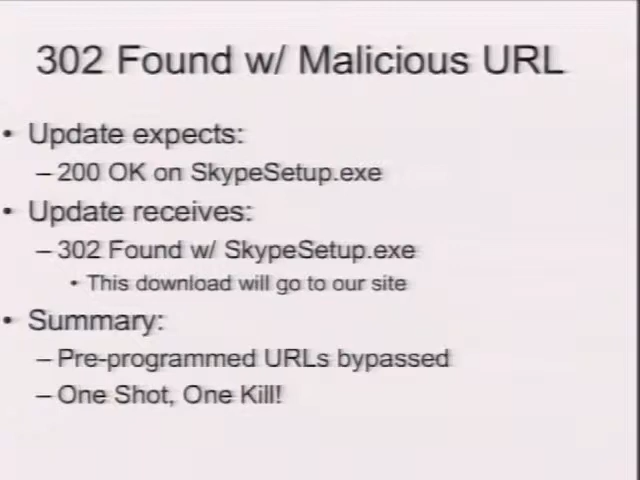 302 Found w/ Malicious URL
• Update expects:
– 200 OK on SkypeSetup.exe
• Update receives:
– 302 Found w/ SkypeSetup.exe
• This download will go to our site
• Summary:
– Pre-programmed URLs bypassed
– One Shot, One Kill!